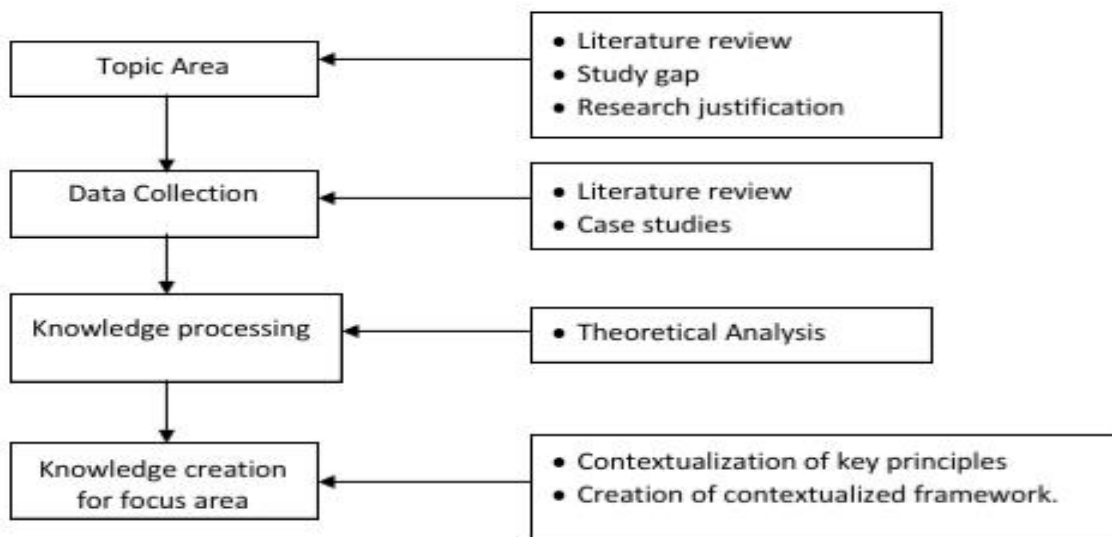 Topic Area
• Literature review
• Study gap
• Research justification
Data Collection
• Literature review
• Case studies
Knowledge processing
• Theoretical Analysis
Knowledge creation
for focus area
• Contextualization of key principles
• Creation of contextualized framework.